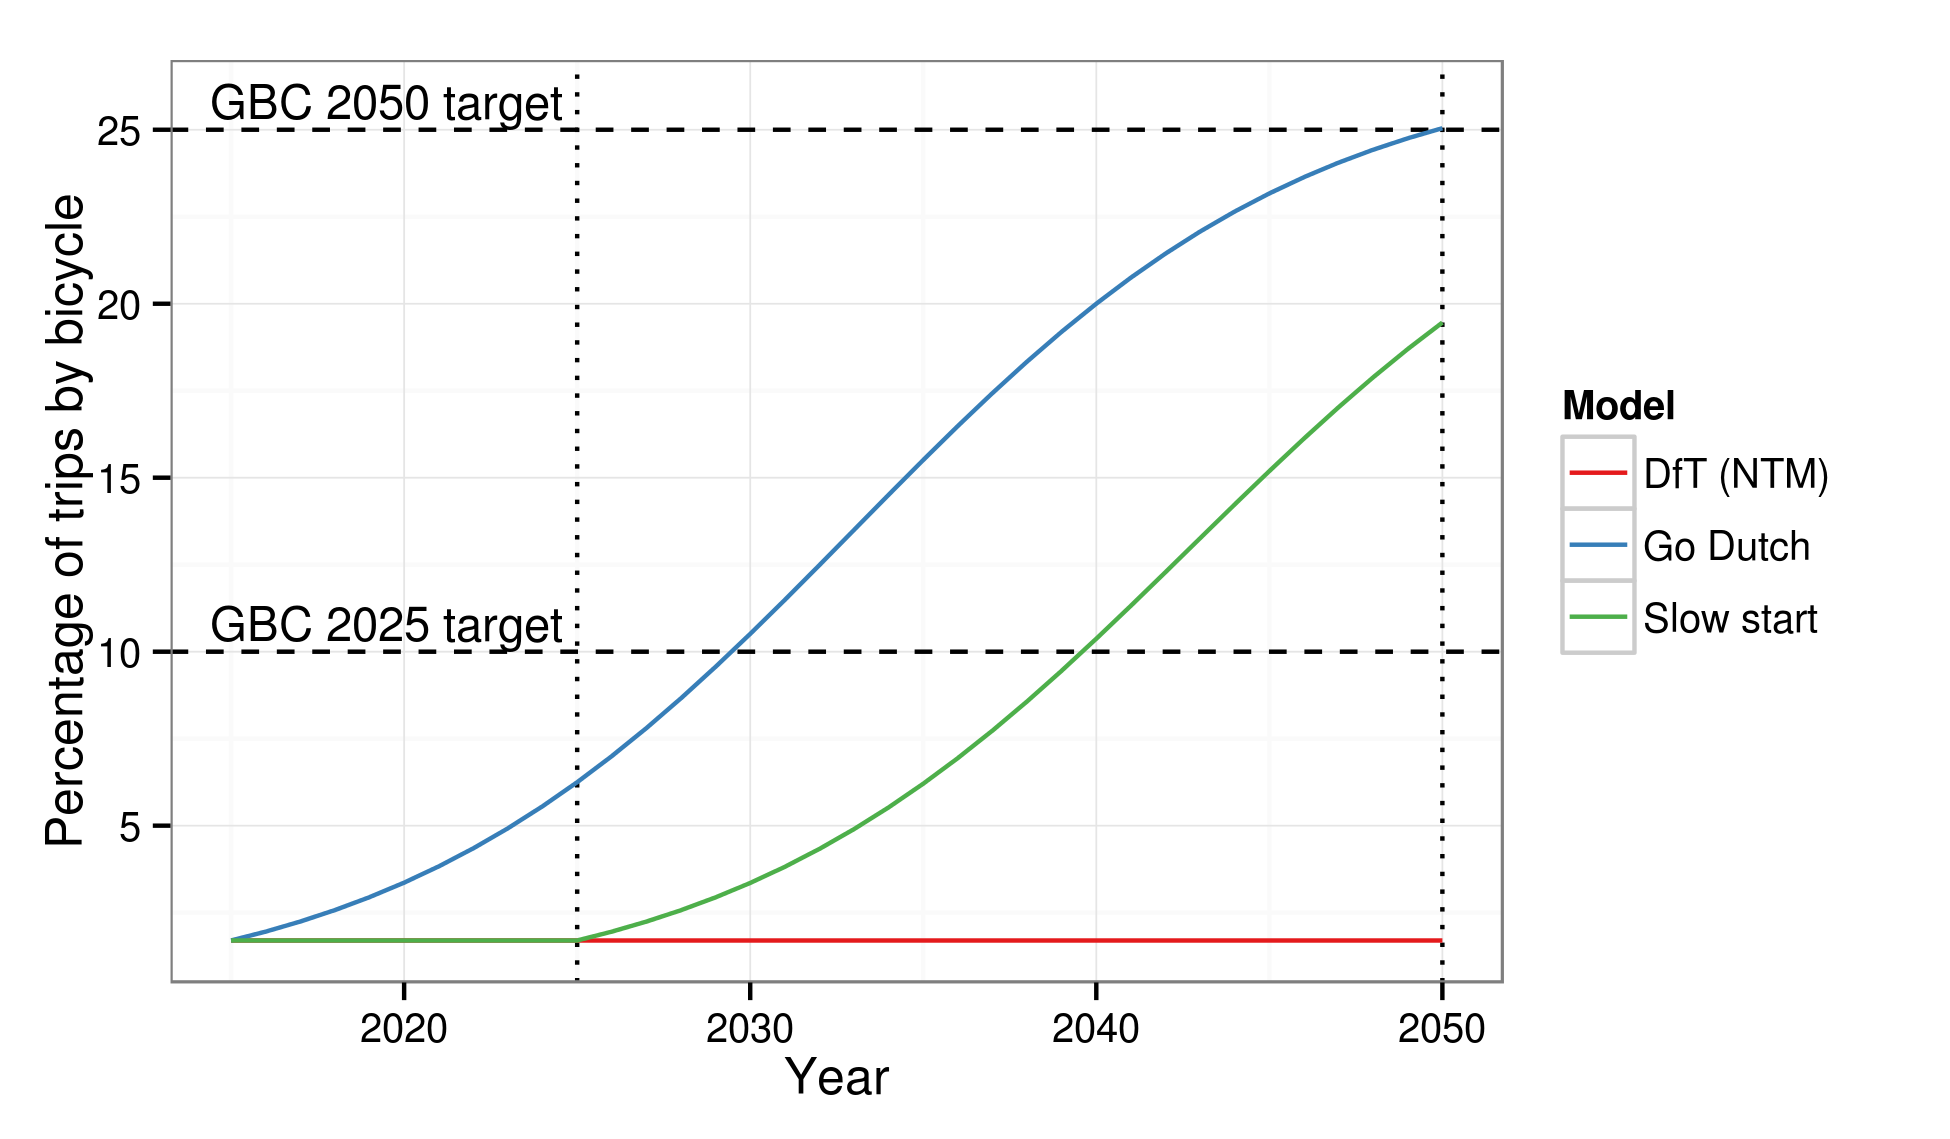 GBC 2050 target
25
20
15
GBC 2025 target
10
5
Percentage of trips by bicycle
2020
2030
2040
2050
Year
Model
DfT (NTM)
Go Dutch
Slow start